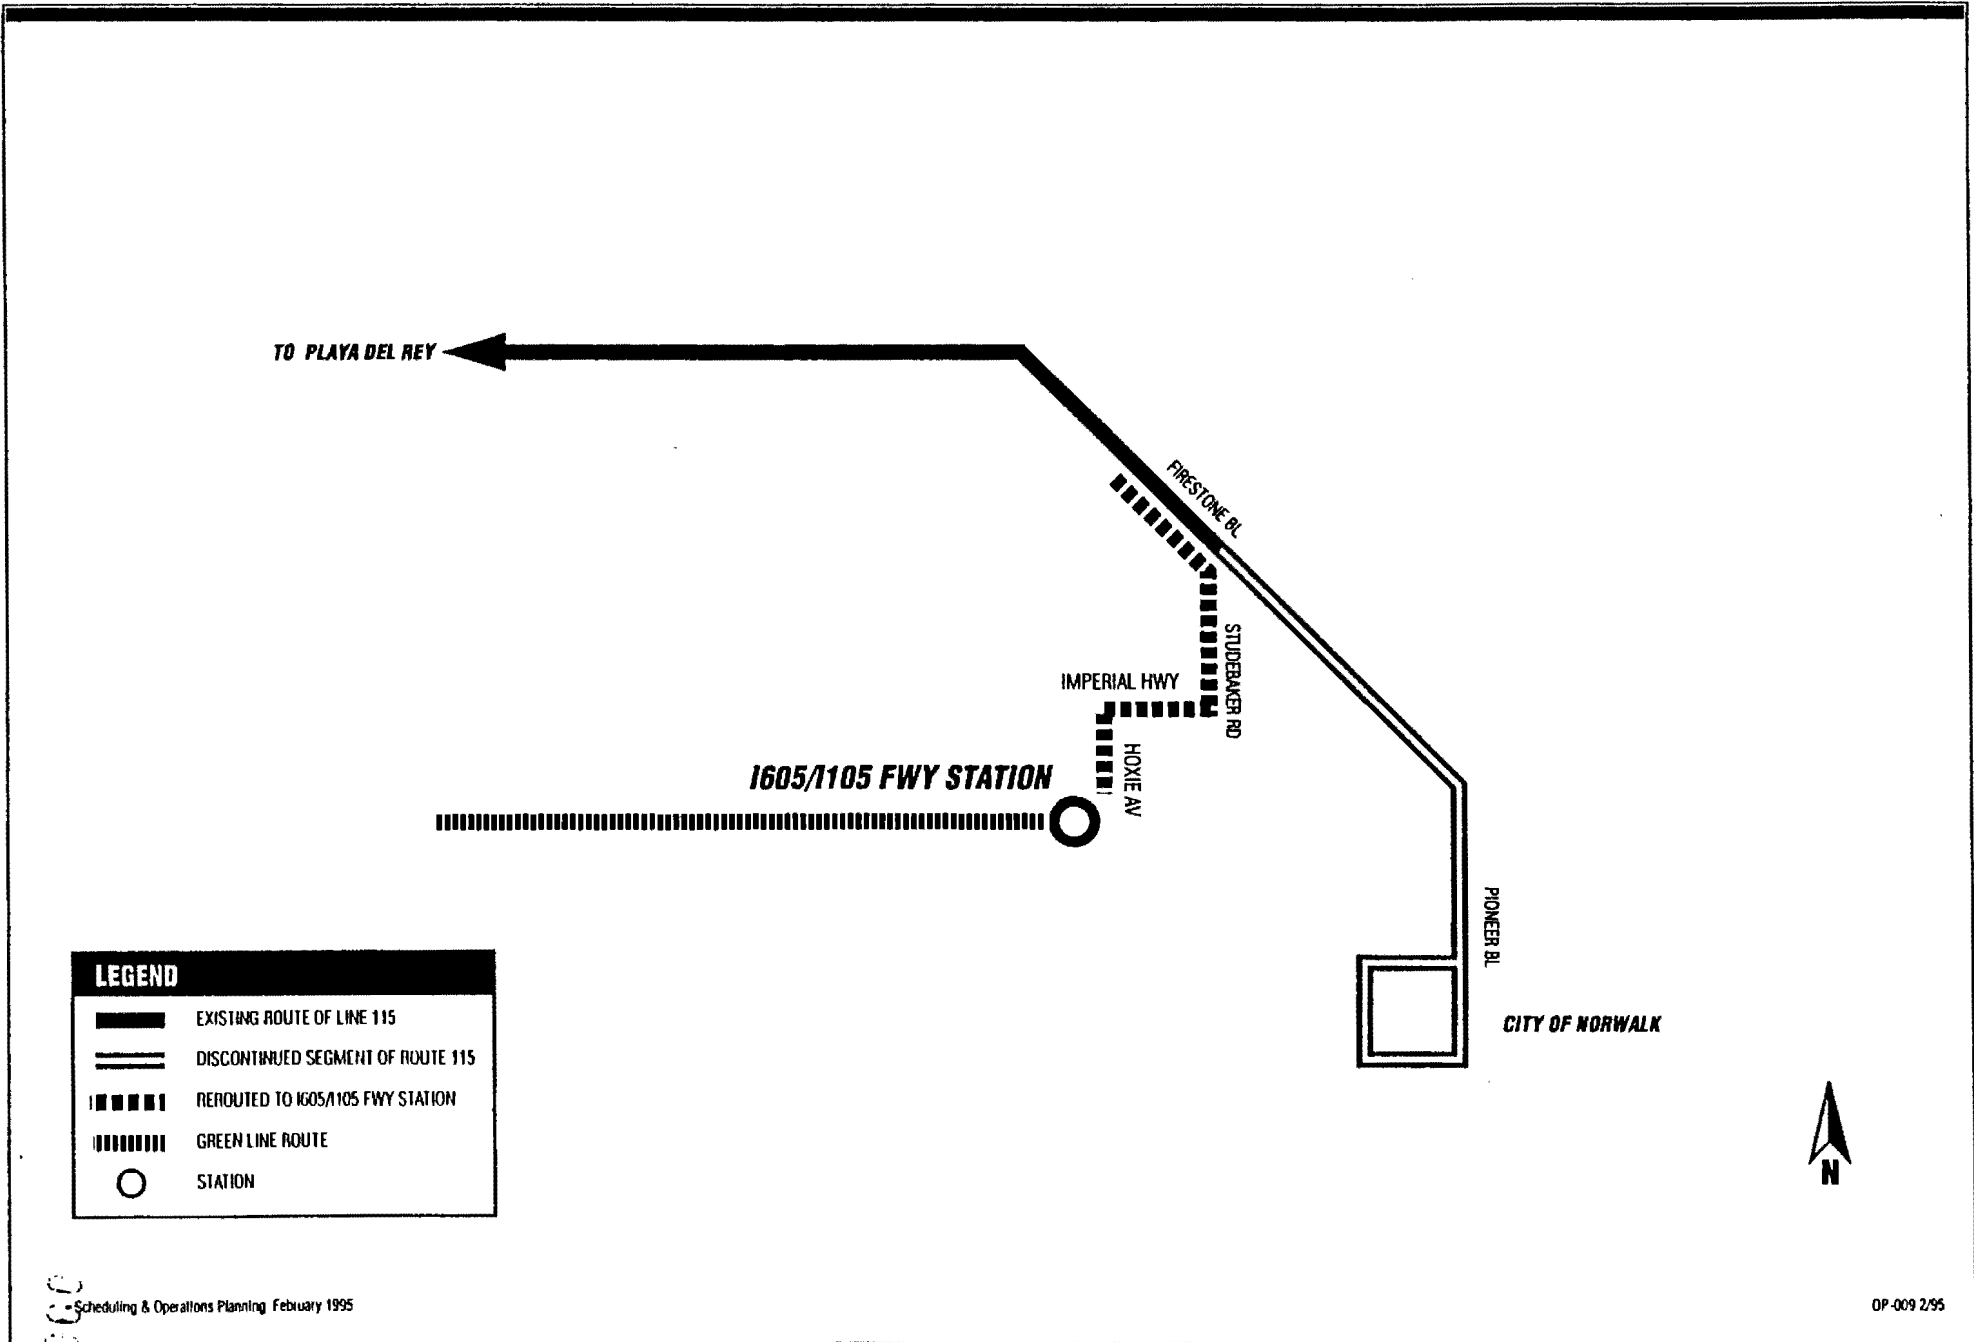 TO PLAYA DEL REY
FIRESTONE BL
STUDEBAKER RD
IMPERIAL HWY
HOXIE AV
I605/I105 FWY STATION
PIONEER BL
CITY OF NORWALK
LEGEND
EXISTING ROUTE OF LINE 115
DISCONTINUED SEGMENT OF ROUTE 115
REROUTED TO I605/I105 FWY STATION
GREEN LINE ROUTE
STATION
N
Scheduling & Operations Planning February 1995
OP-009 2/95